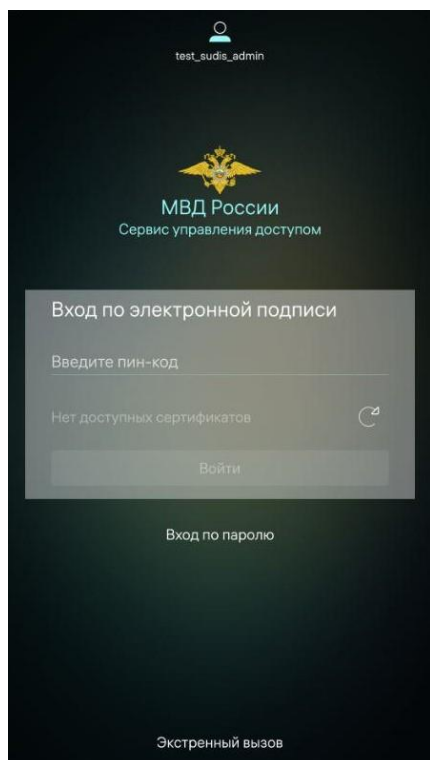 test_sudis_admin
МВД России
Сервис управления доступом
Вход по электронной подписи
Введите пин-код
Нет доступных сертификатов
Войти
Вход по паролю
Экстренный вызов